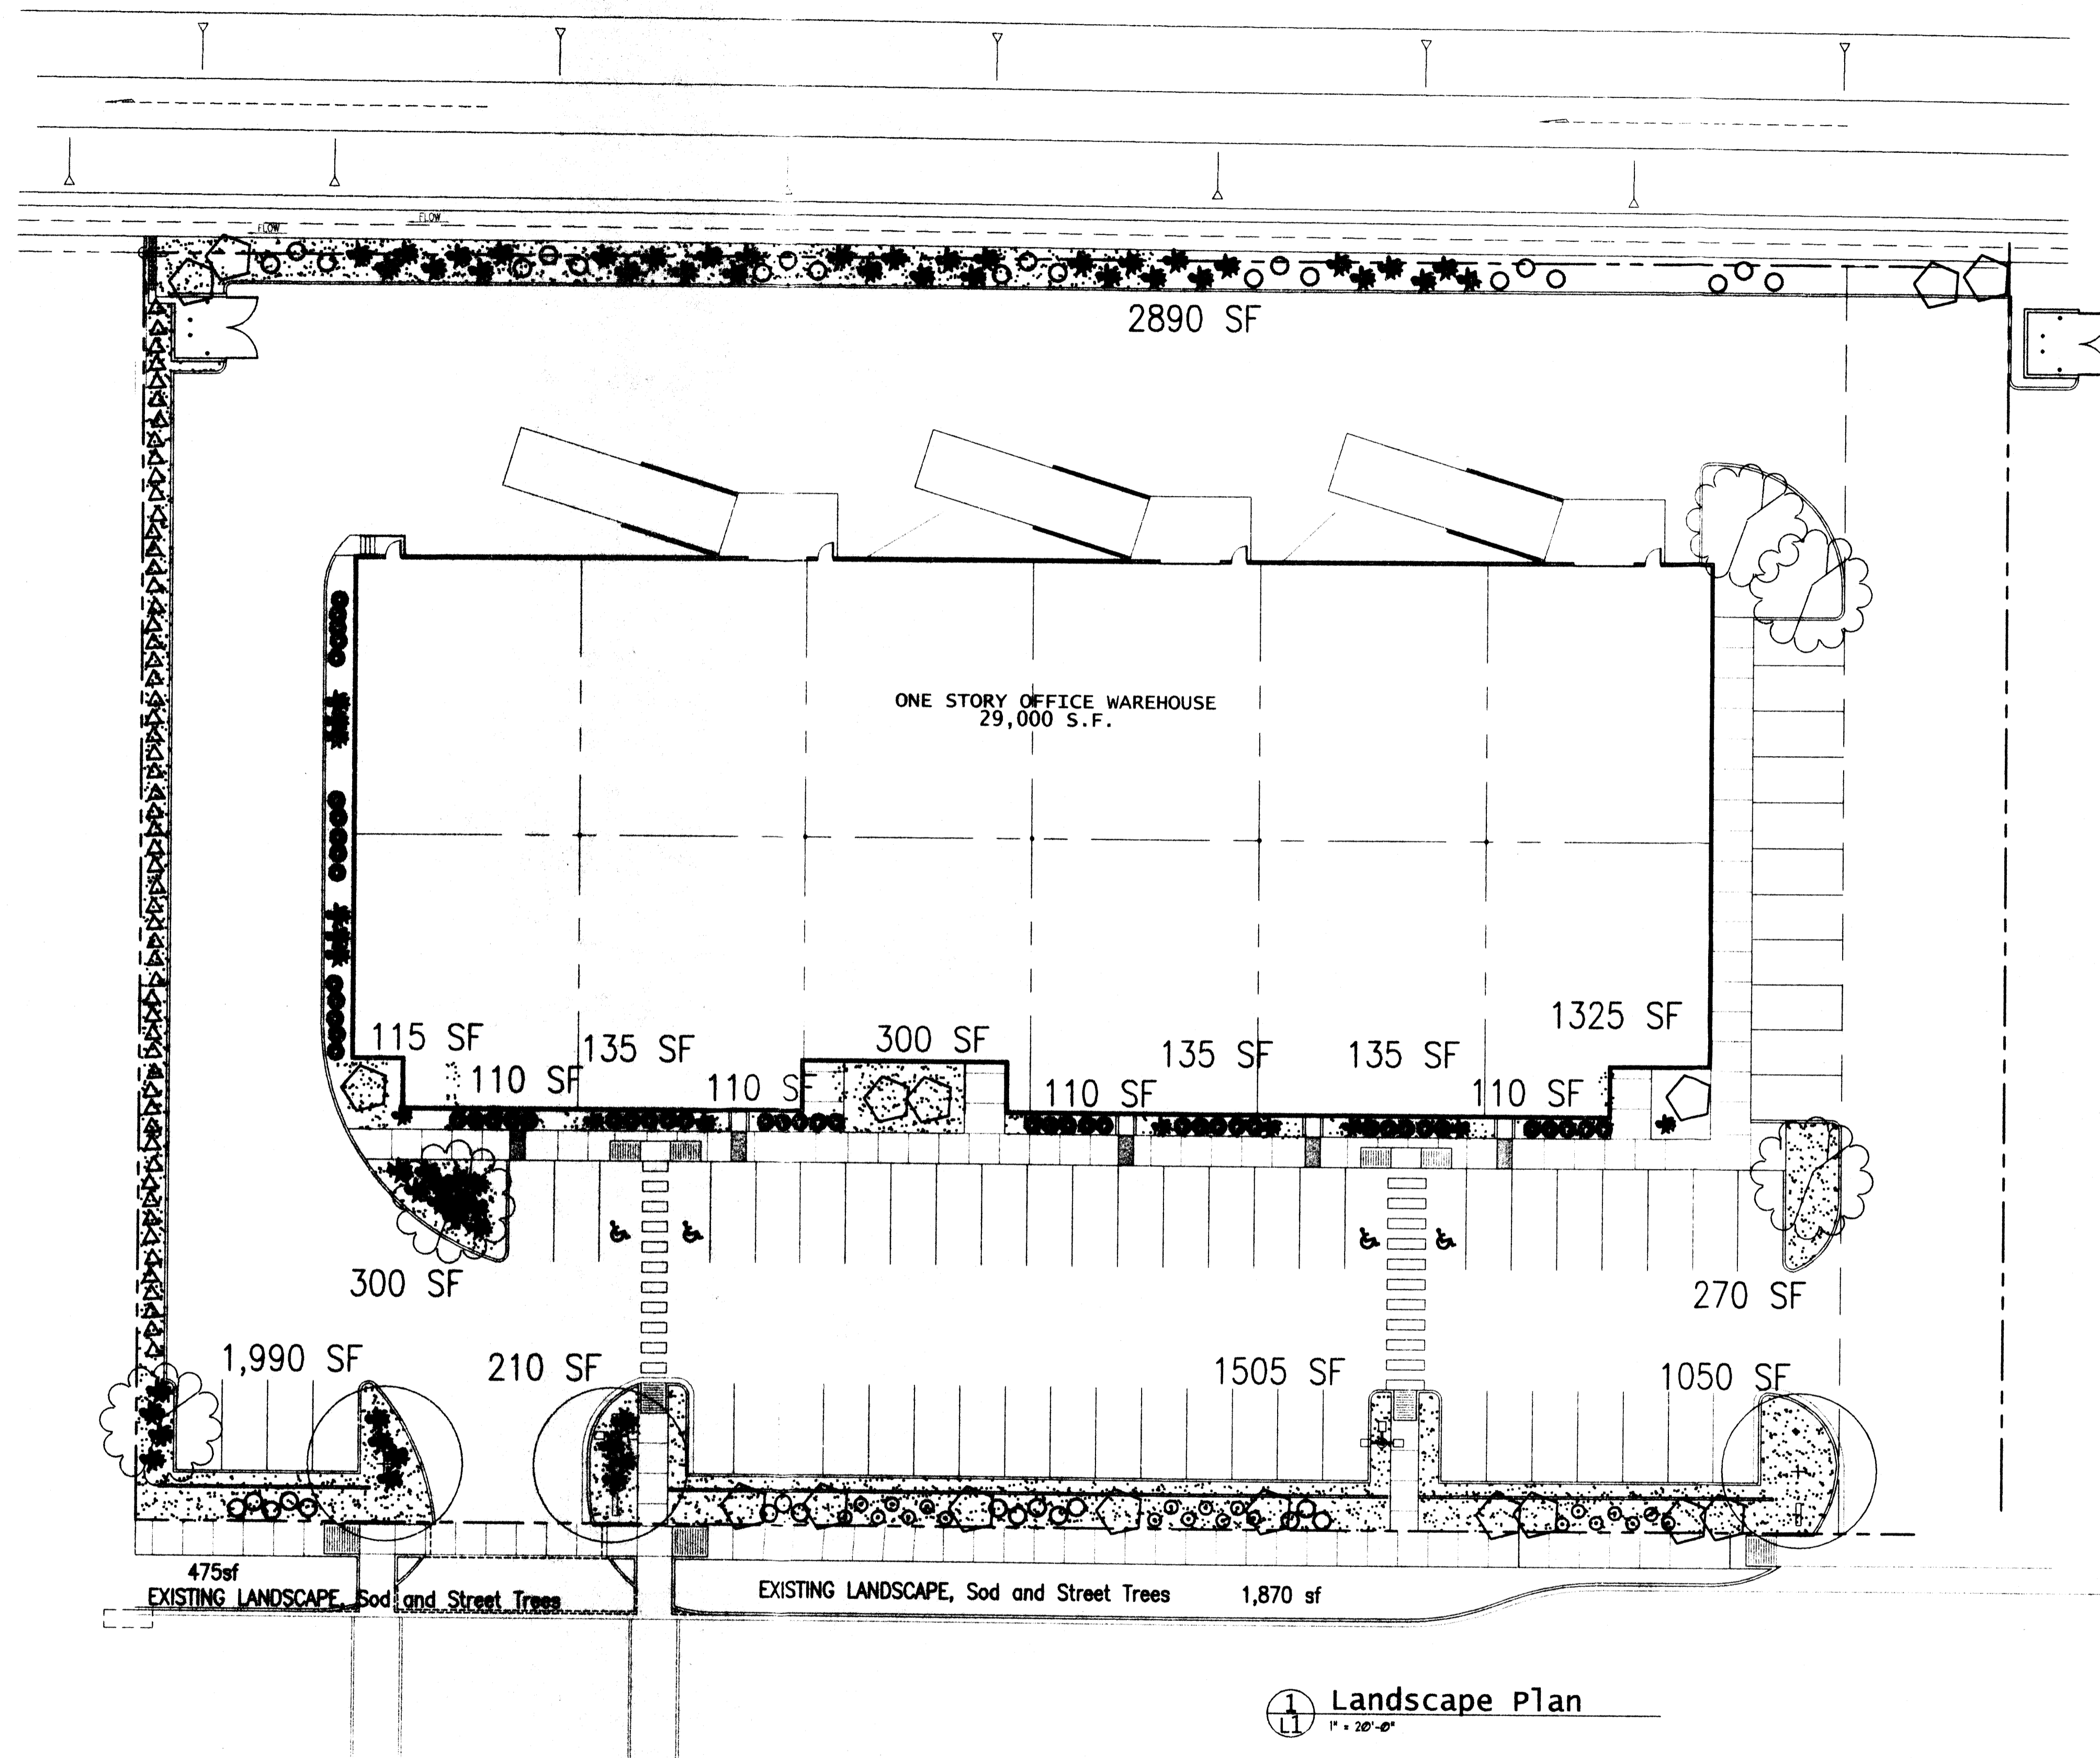 FLOW
FLOW
2890 SF
ONE STORY OFFICE WAREHOUSE
29,000 S.F.
1325 SF
115 SF
135 SF
300 SF
135 SF
135 SF
110 SF
110 SF
110 SF
110 SF
300 SF
270 SF
1,990 SF
210 SF
1505 SF
1050 SF
475sf
EXISTING LANDSCAPE, Sod and Street Trees
EXISTING LANDSCAPE, Sod and Street Trees 1,870 sf
1 Landscape Plan
L1 1" = 20'-0"